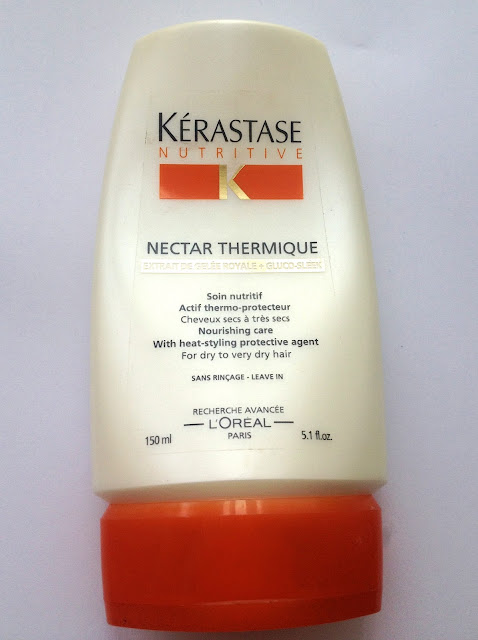 KÉRASTASE
NUTRITIVE
K
NECTAR THERMIQUE
EXTRAIT DE GELÉE ROYALE + GLUCO-SLEEK
Soin nutritif
Actif thermo-protecteur
Cheveux secs à très secs
Nourishing care
With heat-styling protective agent
For dry to very dry hair
SANS RINÇAGE - LEAVE IN
RECHERCHE AVANCÉE
L'ORÉAL
PARIS
150 ml 5.1 fl.oz.